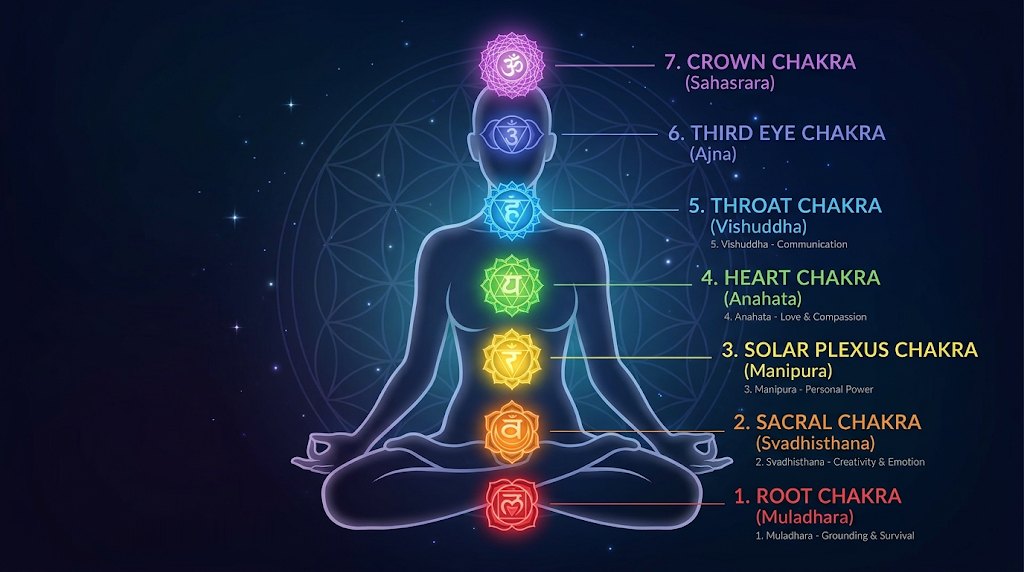 ॐ
7. CROWN CHAKRA
(Sahasrara)
3
6. THIRD EYE CHAKRA
(Ajna)
हं
5. THROAT CHAKRA
(Vishuddha)
5. Vishuddha - Communication
य
4. HEART CHAKRA
(Anahata)
4. Anahata - Love & Compassion
रं
3. SOLAR PLEXUS CHAKRA
(Manipura)
3. Manipura - Personal Power
वं
2. SACRAL CHAKRA
(Svadhisthana)
2. Svadhisthana - Creativity & Emotion
1. ROOT CHAKRA
(Muladhara)
1. Muladhara - Grounding & Survival